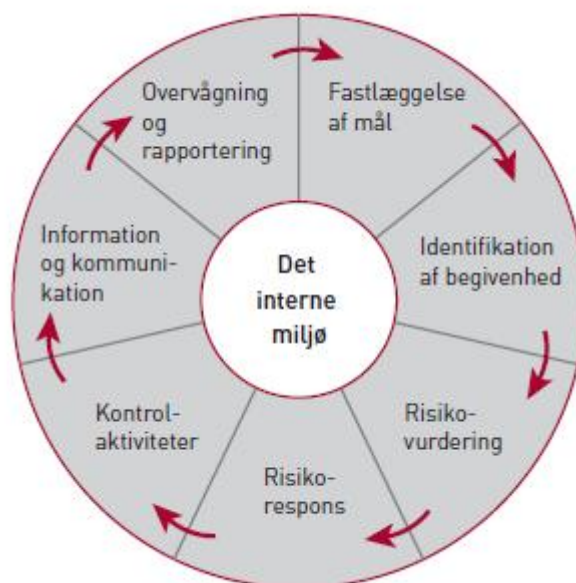 Overvågning
og
rapportering
Fastlæggelse
af mål
Identifikation
af begivenhed
Risiko-
vurdering
Risiko-
respons
Kontrol-
aktiviteter
Information
og kommuni-
kation
Det
interne
miljø